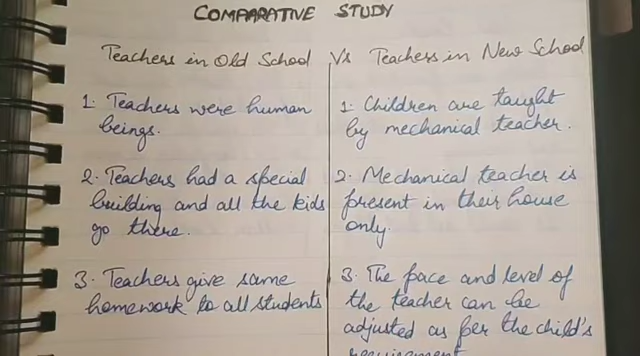 COMPARATIVE STUDY
Teachers in Old School Vs Teachers in New School
1. Teachers were human
beings.
2. Teachers had a special
building and all the kids
go there.
3. Teachers give same
homework to all students
1. Children are taught
by mechanical teacher.
2. Mechanical teacher is
present in their house
only.
3. The pace and level of
the teacher can be
adjusted as per the child's
requirement